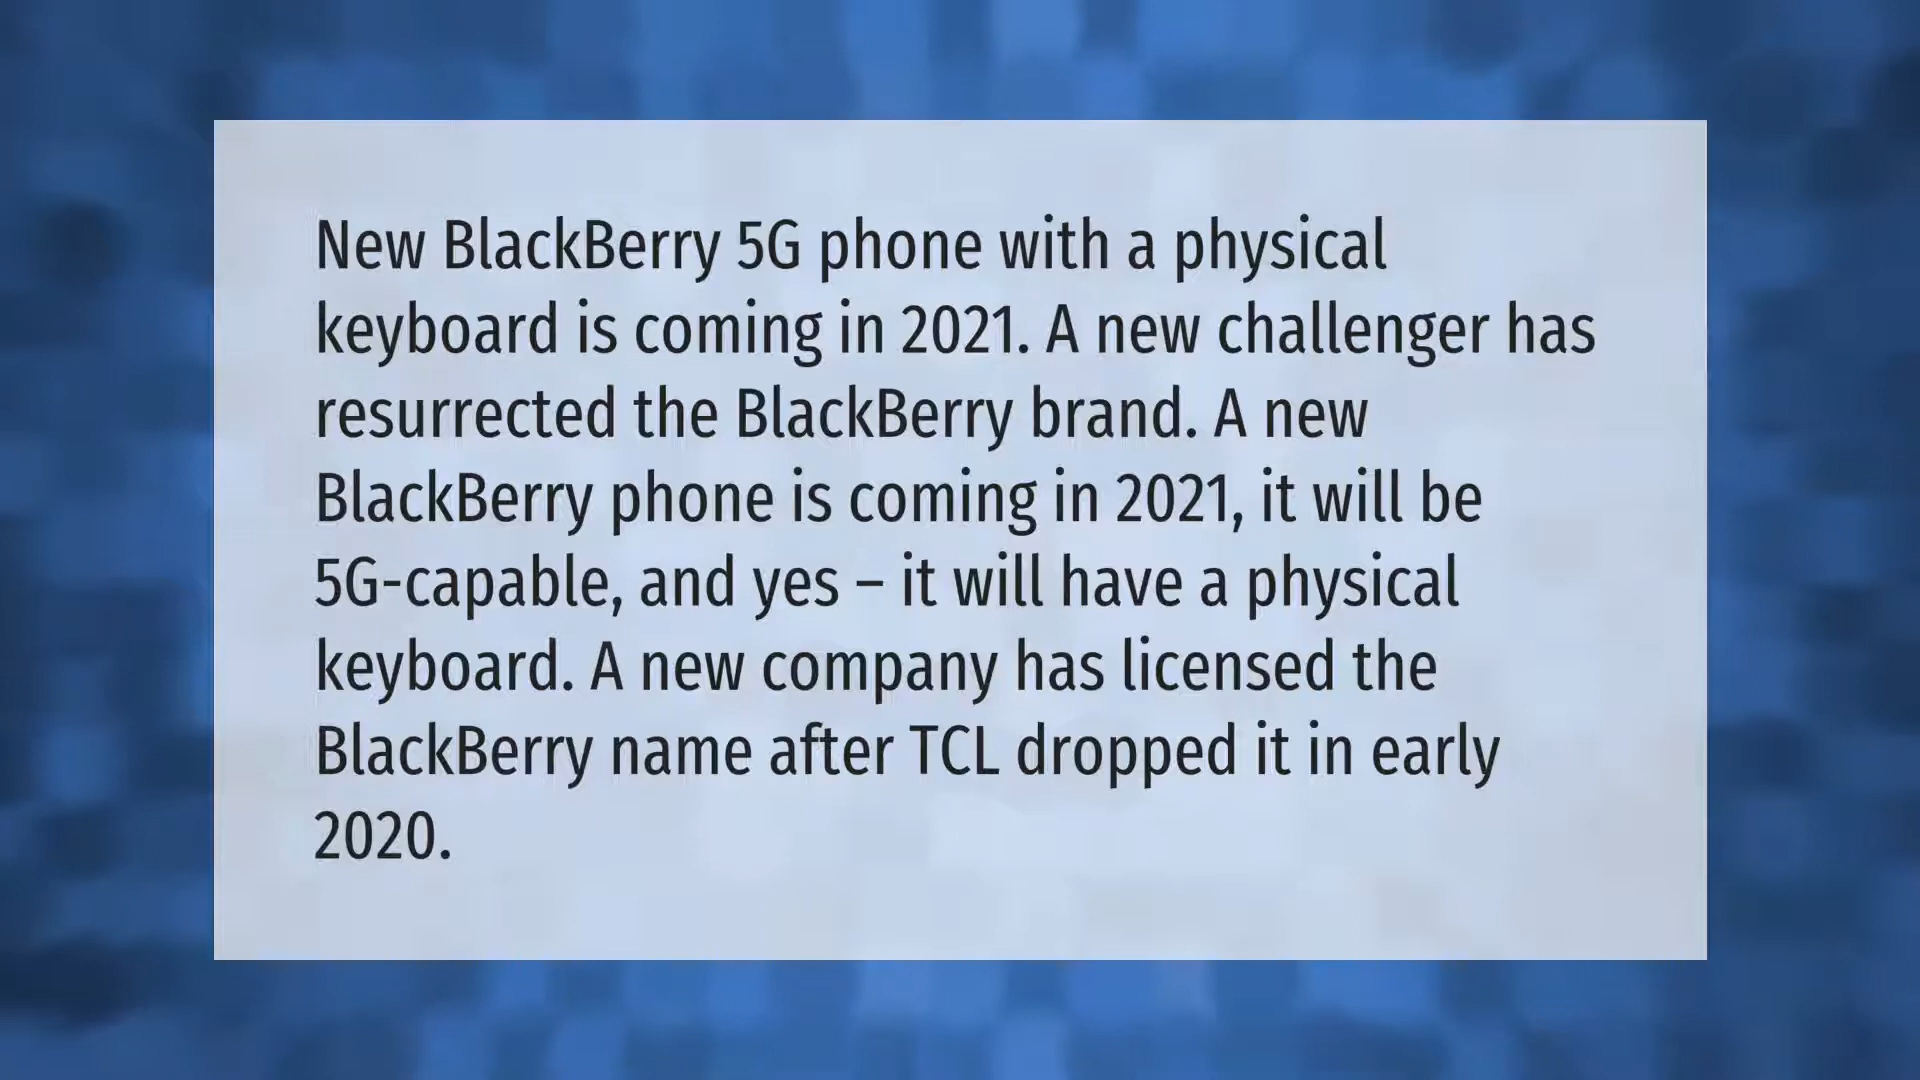 New BlackBerry 5G phone with a physical
keyboard is coming in 2021. A new challenger has
resurrected the BlackBerry brand. A new
BlackBerry phone is coming in 2021, it will be
5G-capable, and yes – it will have a physical
keyboard. A new company has licensed the
BlackBerry name after TCL dropped it in early
2020.